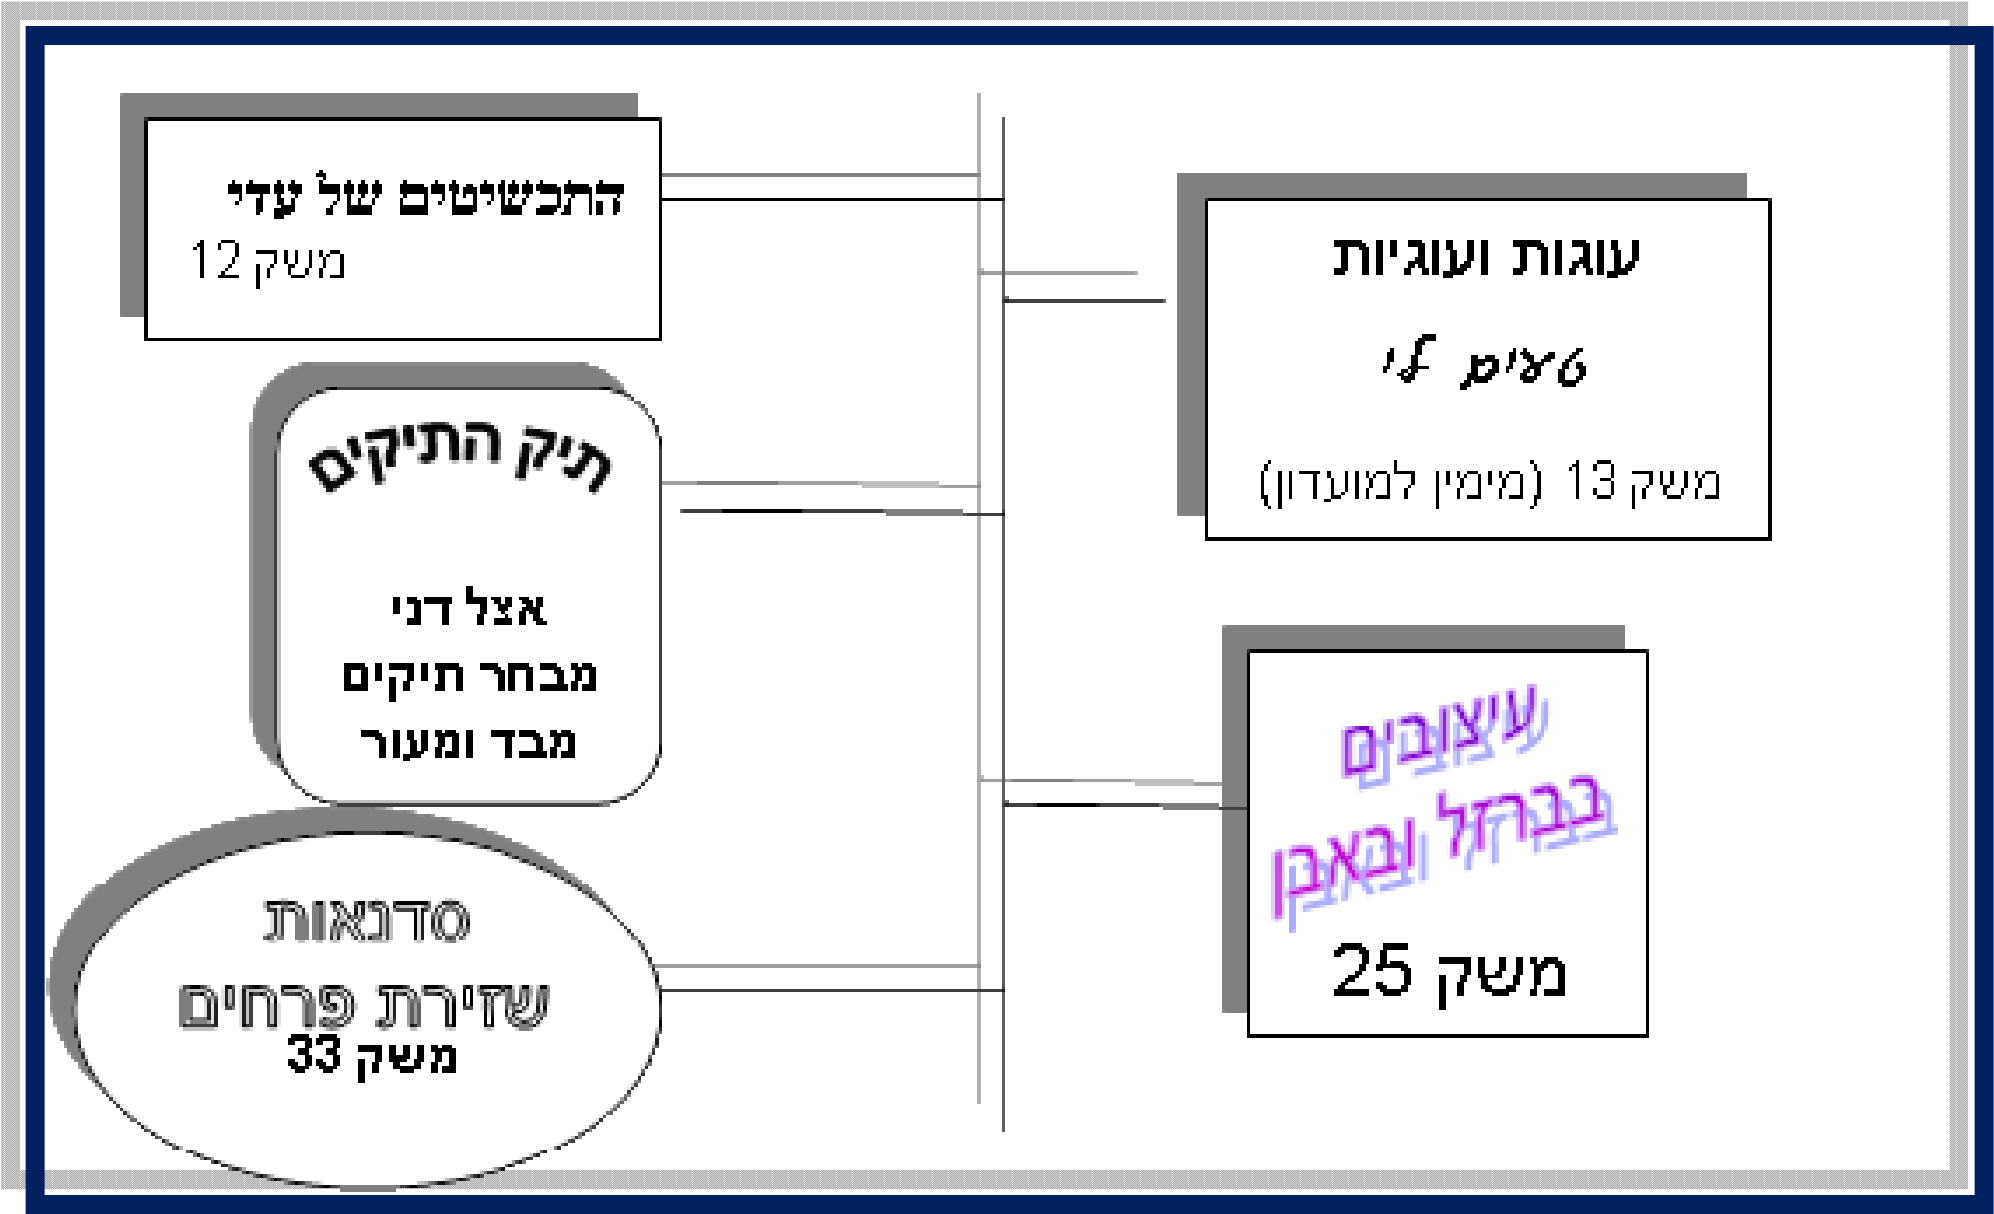 התכשיטים של עדי
משק 12
עוגות ועוגיות
טעים לי
משק 13 (מימין למועדון)
תיק התיקים
אצל דני
מבחר תיקים
מבד ומעור
עיצובים
בברזל ובאבן
משק 25
סדנאות
שזירת פרחים
משק 33